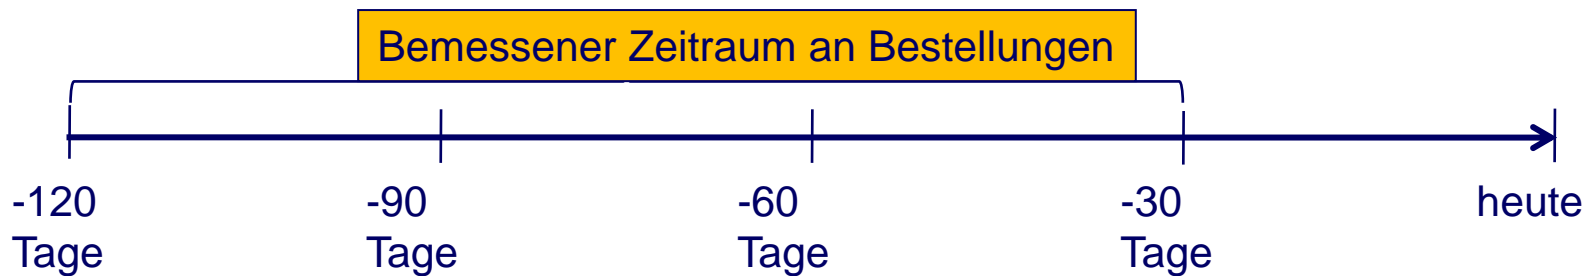 Bemessener Zeitraum an Bestellungen
-120 Tage
-90 Tage
-60 Tage
-30 Tage
heute